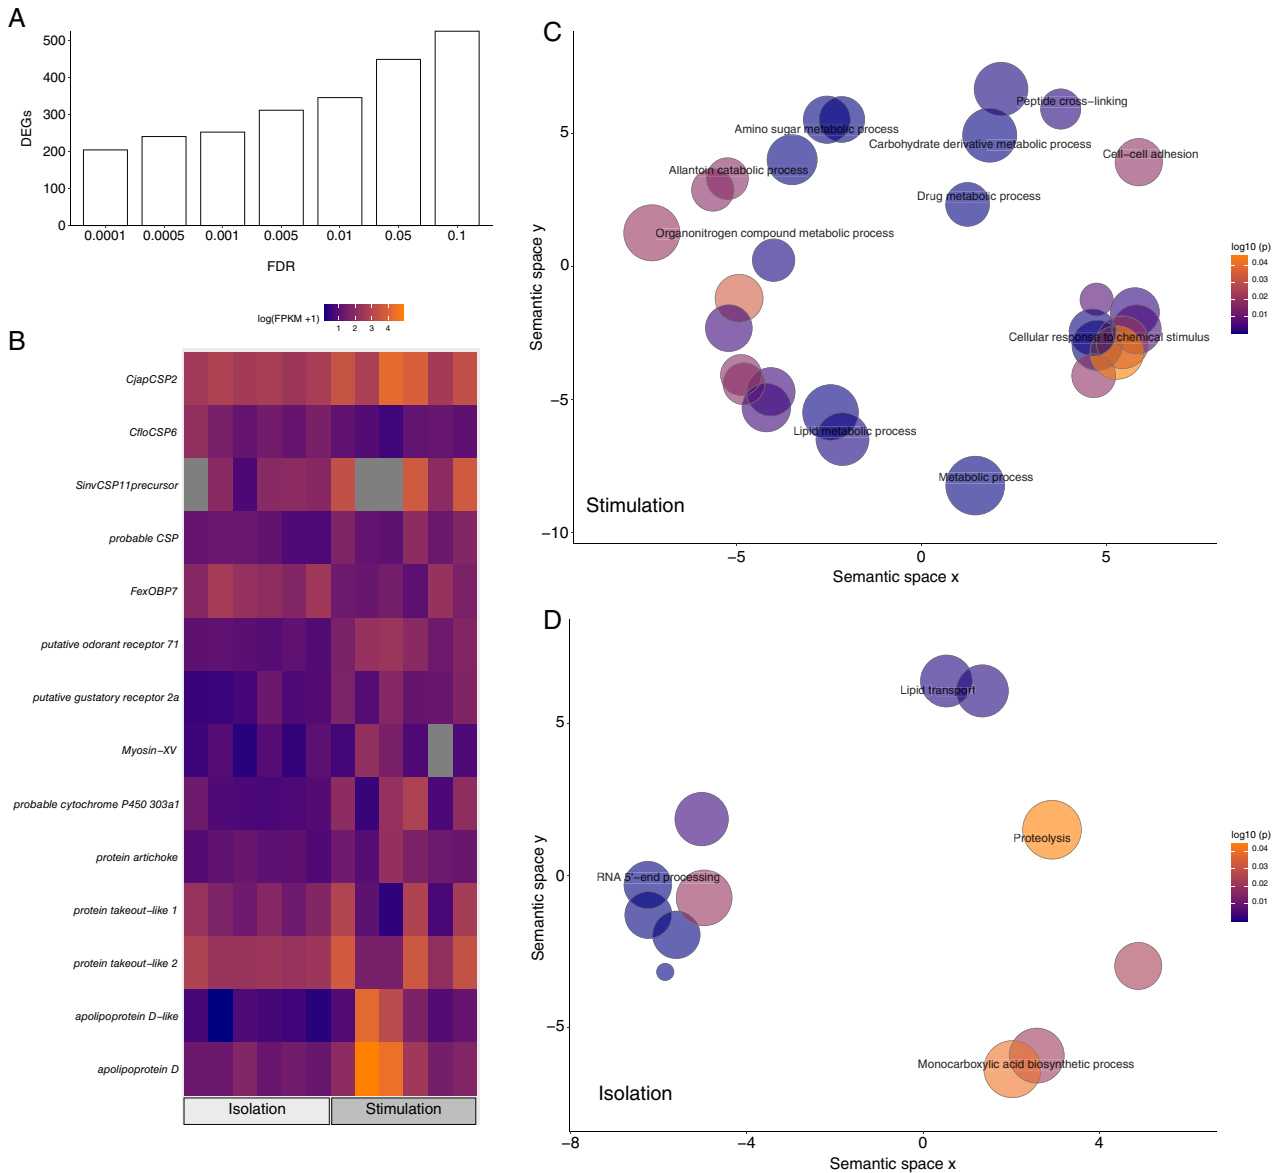 A
500
400
300
200
100
0
DEGs
0.0001 0.0005 0.001 0.005 0.01 0.05 0.1
FDR
log(FPKM +1)
1 2 3 4
B
CjapCSP2
CfloCSP6
SinvCSP11precursor
probable CSP
FexOBP7
putative odorant receptor 71
putative gustatory receptor 2a
Myosin−XV
probable cytochrome P450 303a1
protein artichoke
protein takeout−like 1
protein takeout−like 2
apolipoprotein D−like
apolipoprotein D
Isolation Stimulation
C
5
0
−5
−10
Semantic space y
Peptide cross−linking
Amino sugar metabolic process
Carbohydrate derivative metabolic process
Cell−cell adhesion
Allantoin catabolic process
Drug metabolic process
Organonitrogen compound metabolic process
Cellular response to chemical stimulus
Lipid metabolic process
Metabolic process
Stimulation
−5 0 5
Semantic space x
log10 (p)
0.04
0.03
0.02
0.01
D
5
0
−5
Semantic space y
Lipid transport
Proteolysis
RNA 5'−end processing
Monocarboxylic acid biosynthetic process
Isolation
−8 −4 0 4
Semantic space x
log10 (p)
0.04
0.03
0.02
0.01